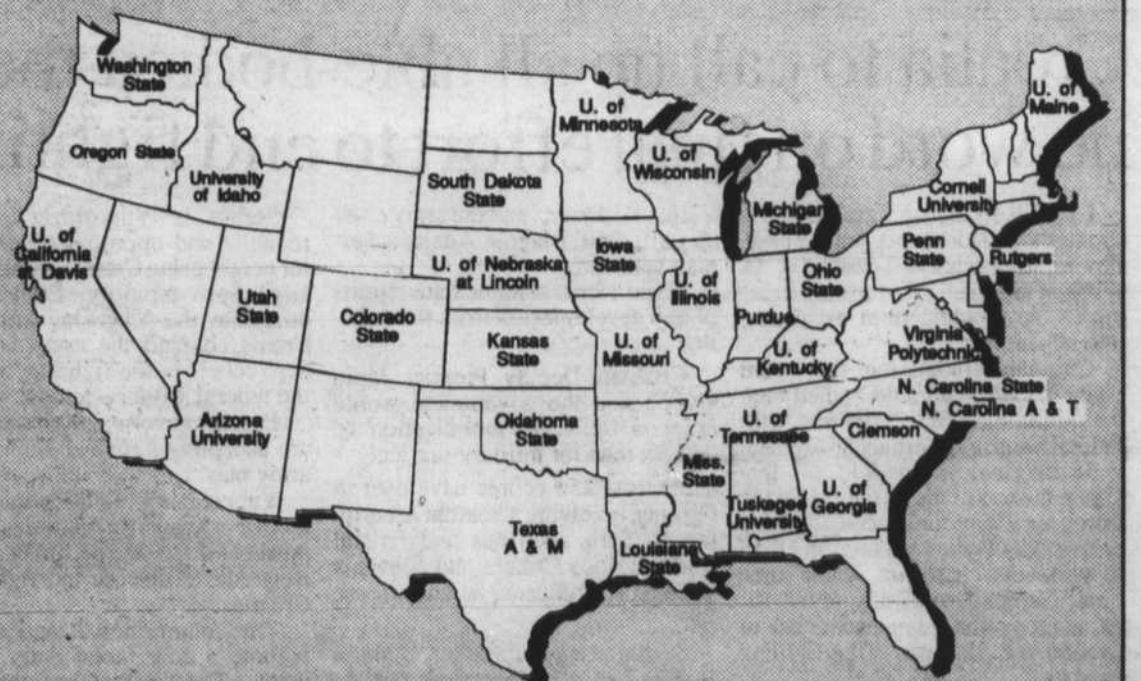 Washington
State
Oregon State
University
of Idaho
U. of
California
at Davis
Utah
State
Arizona
University
Colorado
State
South Dakota
State
U. of Nebraska
at Lincoln
Kansas
State
Oklahoma
State
Texas
A & M
U. of
Minnesota
Iowa
State
U. of
Missouri
Louisiana
State
U. of
Wisconsin
U. of
Illinois
Michigan
State
Purdue
Ohio
State
U. of
Kentucky
U. of
Tennessee
Miss.
State
Tuskegee
University
U. of
Georgia
Clemson
N. Carolina State
N. Carolina A & T
Virginia
Polytechnic
Penn
State
Rutgers
Cornell
University
U. of
Maine